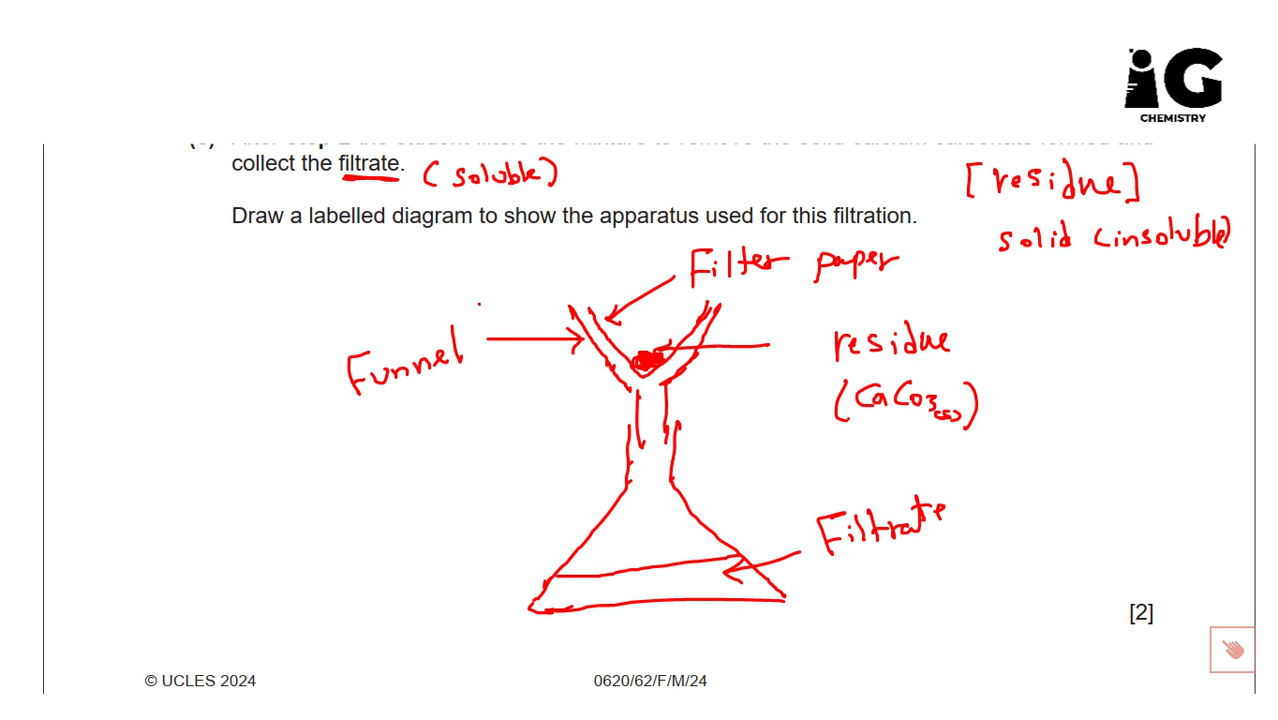 iG
CHEMISTRY
collect the filtrate. (soluble)
[residue]
solid (insoluble)
Draw a labelled diagram to show the apparatus used for this filtration.
Filter paper
Funnel
residue
(CaCO3(s))
Filtrate
[2]
© UCLES 2024
0620/62/F/M/24